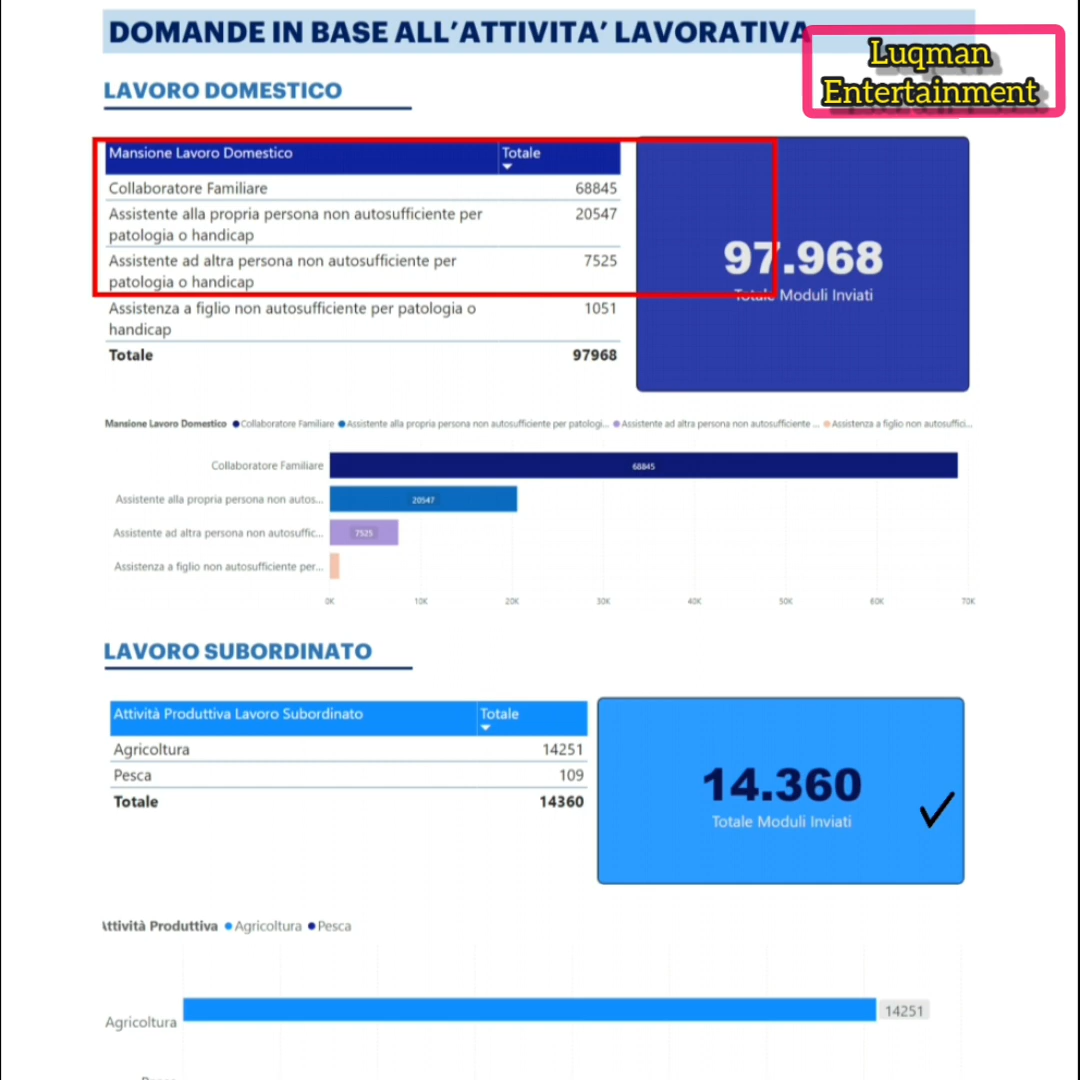 DOMANDE IN BASE ALL'ATTIVITA' LAVORATIVA
Luqman
Entertainment
LAVORO DOMESTICO
Mansione Lavoro Domestico Totale
Collaboratore Familiare 68845
Assistente alla propria persona non autosufficiente per 20547
patologia o handicap
Assistente ad altra persona non autosufficiente per 7525
patologia o handicap
Assistenza a figlio non autosufficiente per patologia o 1051
handicap
Totale 97968
97.968
Totale Moduli Inviati
Mansione Lavoro Domestico Collaboratore Familiare Assistente alla propria persona non autosufficiente per patologi... Assistente ad altra persona non autosufficiente ... Assistenza a figlio non autosuffici...
Collaboratore Familiare 68845
Assistente alla propria persona non autos... 20547
Assistente ad altra persona non autosuffic... 7525
Assistenza a figlio non autosufficiente per...
0K 10K 20K 30K 40K 50K 60K 70K
LAVORO SUBORDINATO
Attività Produttiva Lavoro Subordinato Totale
Agricoltura 14251
Pesca 109
Totale 14360
14.360
Totale Moduli Inviati
ttività Produttiva Agricoltura Pesca
Agricoltura 14251